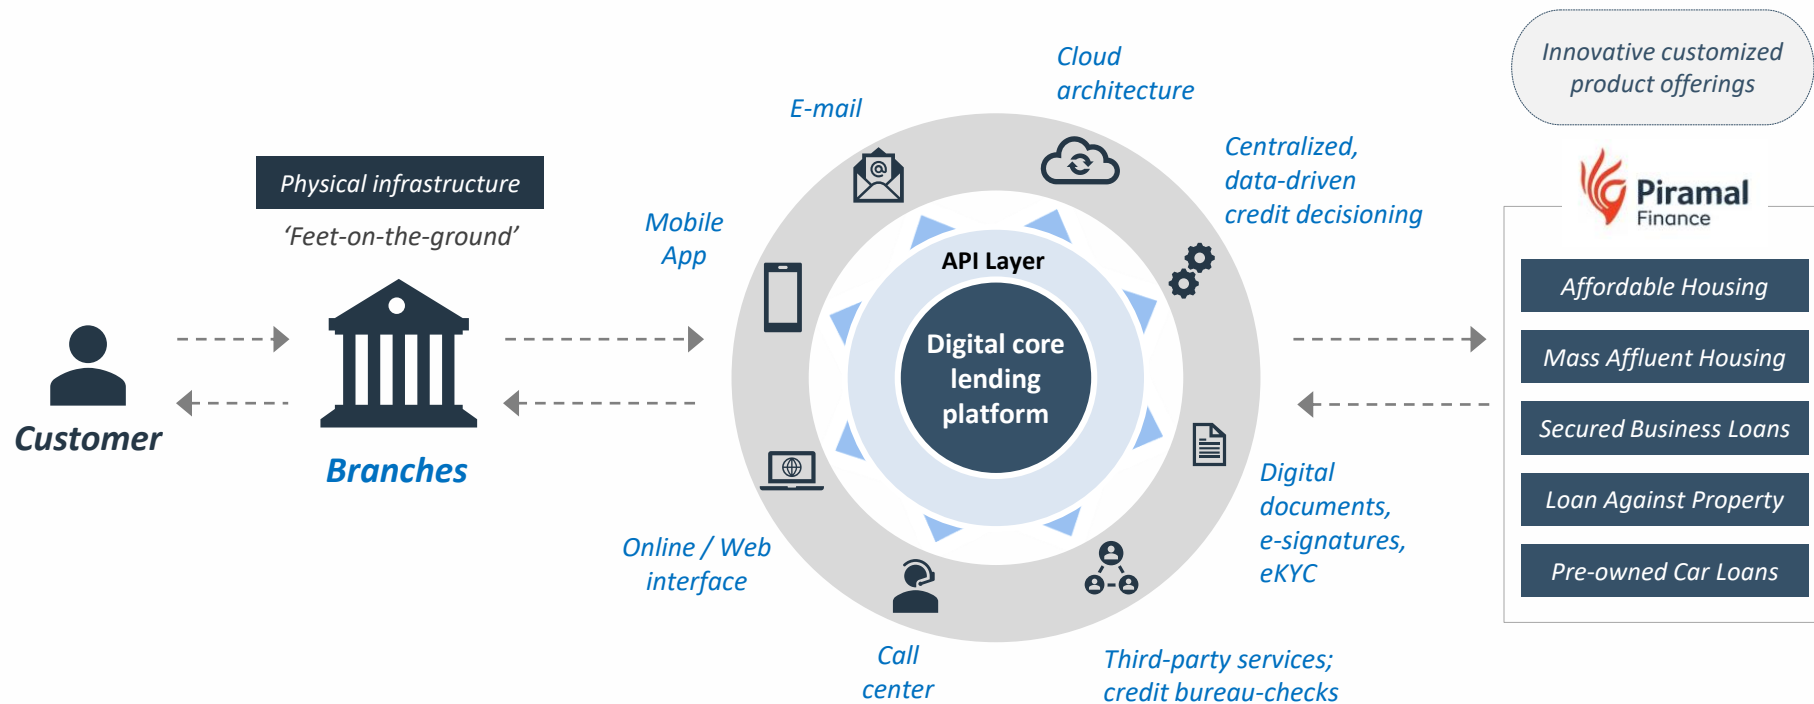 Physical infrastructure
‘Feet-on-the-ground’
Customer
Branches
E-mail
Mobile
App
Online / Web
interface
Call
center
Cloud
architecture
Centralized,
data-driven
credit decisioning
Digital
documents,
e-signatures,
eKYC
Third-party services;
credit bureau-checks
API Layer
Digital core
lending
platform
@
Innovative customized
product offerings
Piramal
Finance
Affordable Housing
Mass Affluent Housing
Secured Business Loans
Loan Against Property
Pre-owned Car Loans